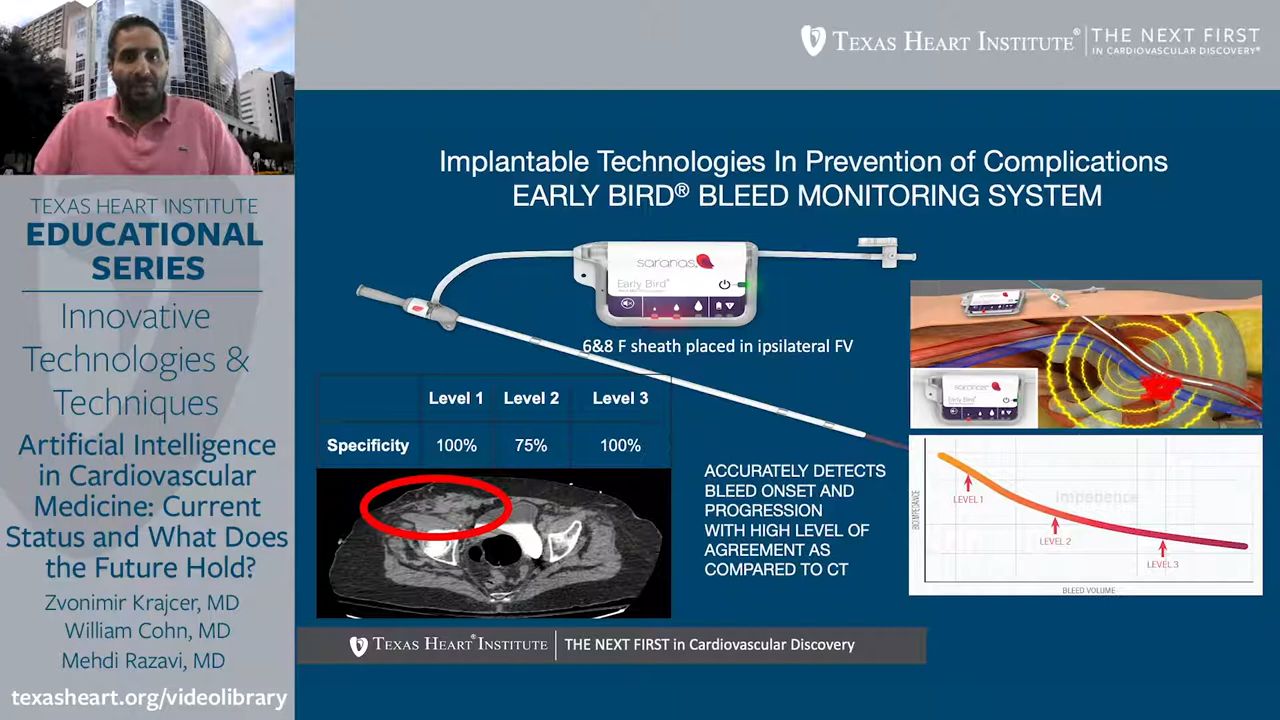 TEXAS HEART INSTITUTE
EDUCATIONAL
SERIES
Innovative
Technologies &
Techniques
Artificial Intelligence
in Cardiovascular
Medicine: Current
Status and What Does
the Future Hold?
Zvonimir Krajcer, MD
William Cohn, MD
Mehdi Razavi, MD
texasheart.org/videolibrary
TEXAS HEART INSTITUTE® THE NEXT FIRST
IN CARDIOVASCULAR DISCOVERY®
Implantable Technologies In Prevention of Complications
EARLY BIRD® BLEED MONITORING SYSTEM
saranas
Early Bird
6&8 F sheath placed in ipsilateral FV
Level 1 Level 2 Level 3
Specificity 100% 75% 100%
ACCURATELY DETECTS
BLEED ONSET AND
PROGRESSION
WITH HIGH LEVEL OF
AGREEMENT AS
COMPARED TO CT
saranas
Early Bird
BIOIMPEDANCE
Impedence
LEVEL 1
LEVEL 2
LEVEL 3
BLEED VOLUME
TEXAS HEART INSTITUTE® THE NEXT FIRST in Cardiovascular Discovery